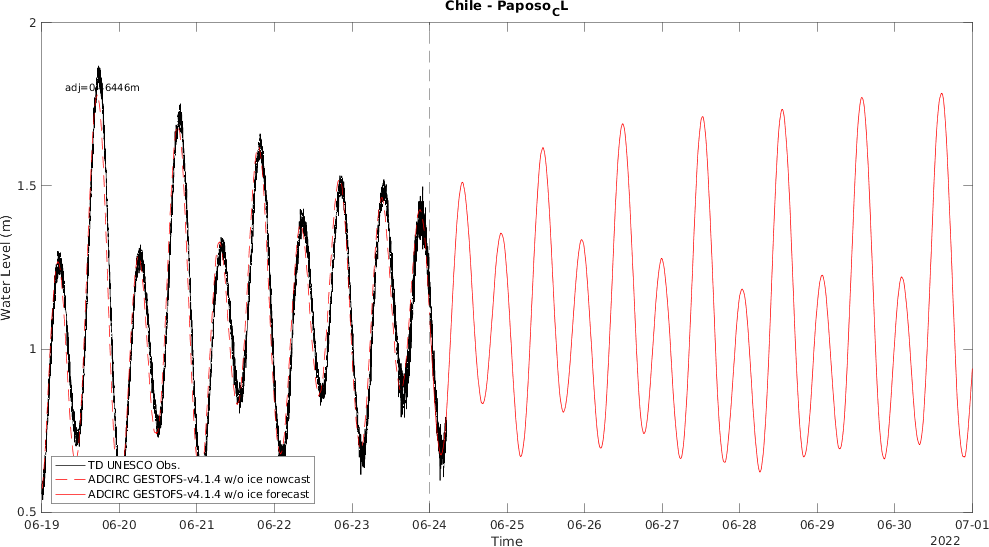 Chile - PaposoCL
2
1.5
1
0.5
Water Level (m)
TD UNESCO Obs.
ADCIRC GESTOFS-v4.1.4 w/o ice nowcast
ADCIRC GESTOFS-v4.1.4 w/o ice forecast
06-19 06-20 06-21 06-22 06-23 06-24 06-25 06-26 06-27 06-28 06-29 06-30 07-01
Time
2022